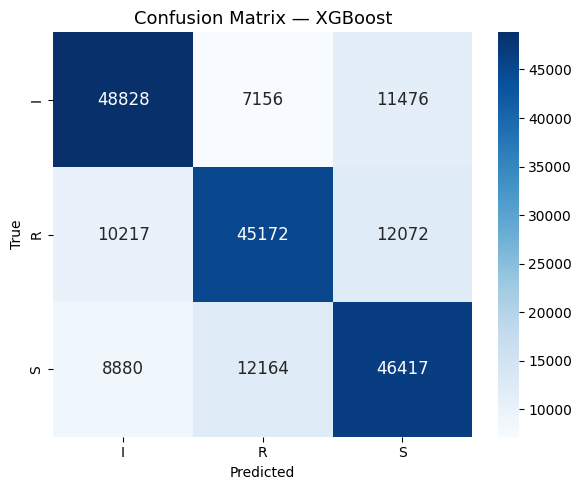 Confusion Matrix — XGBoost
I 48828 7156 11476
R 10217 45172 12072
S 8880 12164 46417
True
I R S
Predicted
45000
40000
35000
30000
25000
20000
15000
10000